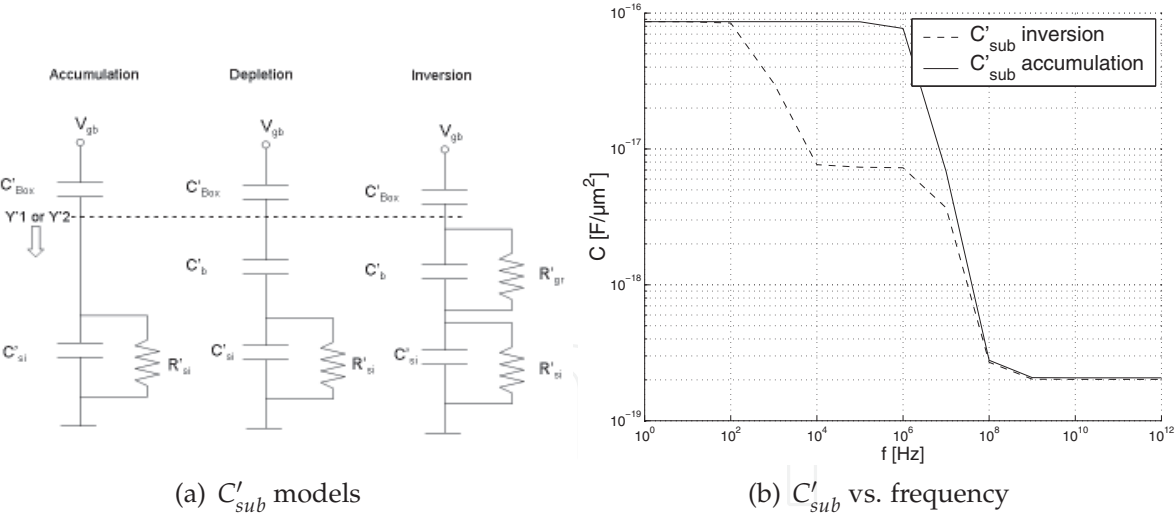 Accumulation
Depletion
Inversion
V_gb
V_gb
V_gb
C'_Box
C'_Box
C'_Box
Y'1 or Y'2
C'_b
C'_b
R'_gr
C'_si
R'_si
C'_si
R'_si
C'_si
R'_si
(a) C'_sub models
10^−16
10^−17
10^−18
10^−19
C [F/μm^2]
C'_sub inversion
C'_sub accumulation
10^0
10^2
10^4
10^6
10^8
10^10
10^12
f [Hz]
(b) C'_sub vs. frequency